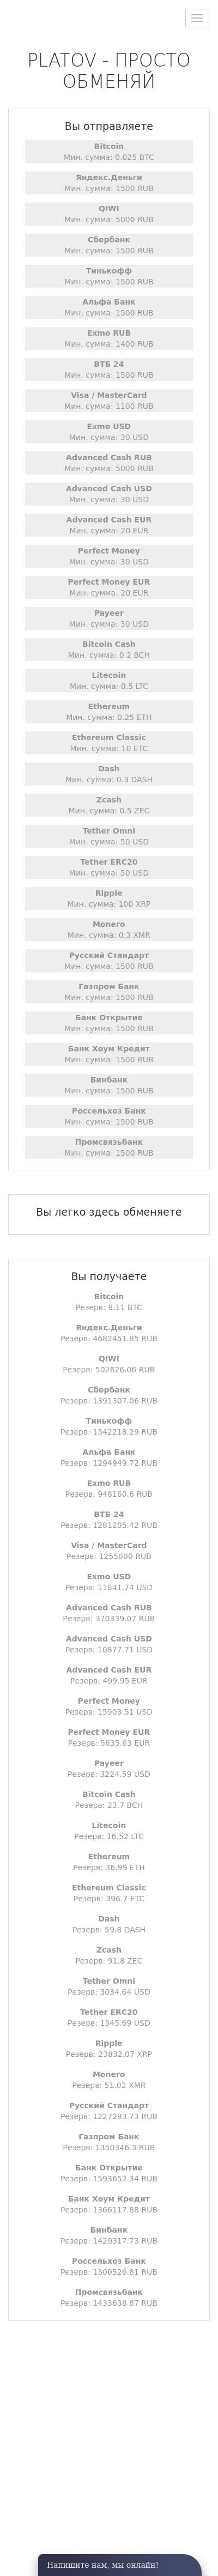 PLATOV - ПРОСТО
ОБМЕНЯЙ
Вы отправляете
Bitcoin
Мин. сумма: 0.025 BTC
Яндекс.Деньги
Мин. сумма: 1500 RUB
QIWI
Мин. сумма: 5000 RUB
Сбербанк
Мин. сумма: 1500 RUB
Тинькофф
Мин. сумма: 1500 RUB
Альфа Банк
Мин. сумма: 1500 RUB
Exmo RUB
Мин. сумма: 1400 RUB
ВТБ 24
Мин. сумма: 1500 RUB
Visa / MasterCard
Мин. сумма: 1100 RUB
Exmo USD
Мин. сумма: 30 USD
Advanced Cash RUB
Мин. сумма: 5000 RUB
Advanced Cash USD
Мин. сумма: 30 USD
Advanced Cash EUR
Мин. сумма: 20 EUR
Perfect Money
Мин. сумма: 30 USD
Perfect Money EUR
Мин. сумма: 20 EUR
Payeer
Мин. сумма: 30 USD
Bitcoin Cash
Мин. сумма: 0.2 BCH
Litecoin
Мин. сумма: 0.5 LTC
Ethereum
Мин. сумма: 0.25 ETH
Ethereum Classic
Мин. сумма: 10 ETC
Dash
Мин. сумма: 0.3 DASH
Zcash
Мин. сумма: 0.5 ZEC
Tether Omni
Мин. сумма: 50 USD
Tether ERC20
Мин. сумма: 50 USD
Ripple
Мин. сумма: 100 XRP
Monero
Мин. сумма: 0.3 XMR
Русский Стандарт
Мин. сумма: 1500 RUB
Газпром Банк
Мин. сумма: 1500 RUB
Банк Открытие
Мин. сумма: 1500 RUB
Банк Хоум Кредит
Мин. сумма: 1500 RUB
Бинбанк
Мин. сумма: 1500 RUB
Россельхоз Банк
Мин. сумма: 1500 RUB
Промсвязьбанк
Мин. сумма: 1500 RUB
Вы легко здесь обменяете
Вы получаете
Bitcoin
Резерв: 8.11 BTC
Яндекс.Деньги
Резерв: 4682451.85 RUB
QIWI
Резерв: 502626.06 RUB
Сбербанк
Резерв: 1391307.06 RUB
Тинькофф
Резерв: 1542218.29 RUB
Альфа Банк
Резерв: 1294949.72 RUB
Exmo RUB
Резерв: 948160.6 RUB
ВТБ 24
Резерв: 1281205.42 RUB
Visa / MasterCard
Резерв: 1255000 RUB
Exmo USD
Резерв: 11841.74 USD
Advanced Cash RUB
Резерв: 370339.07 RUB
Advanced Cash USD
Резерв: 10877.71 USD
Advanced Cash EUR
Резерв: 499.95 EUR
Perfect Money
Резерв: 15903.51 USD
Perfect Money EUR
Резерв: 5635.63 EUR
Payeer
Резерв: 3224.59 USD
Bitcoin Cash
Резерв: 23.7 BCH
Litecoin
Резерв: 16.52 LTC
Ethereum
Резерв: 36.99 ETH
Ethereum Classic
Резерв: 396.7 ETC
Dash
Резерв: 59.8 DASH
Zcash
Резерв: 91.8 ZEC
Tether Omni
Резерв: 3034.64 USD
Tether ERC20
Резерв: 1345.69 USD
Ripple
Резерв: 23832.07 XRP
Monero
Резерв: 51.02 XMR
Русский Стандарт
Резерв: 1227293.73 RUB
Газпром Банк
Резерв: 1350346.3 RUB
Банк Открытие
Резерв: 1593652.34 RUB
Банк Хоум Кредит
Резерв: 1366117.88 RUB
Бинбанк
Резерв: 1429317.73 RUB
Россельхоз Банк
Резерв: 1300526.81 RUB
Промсвязьбанк
Резерв: 1433638.87 RUB
Напишите нам, мы онлайн!